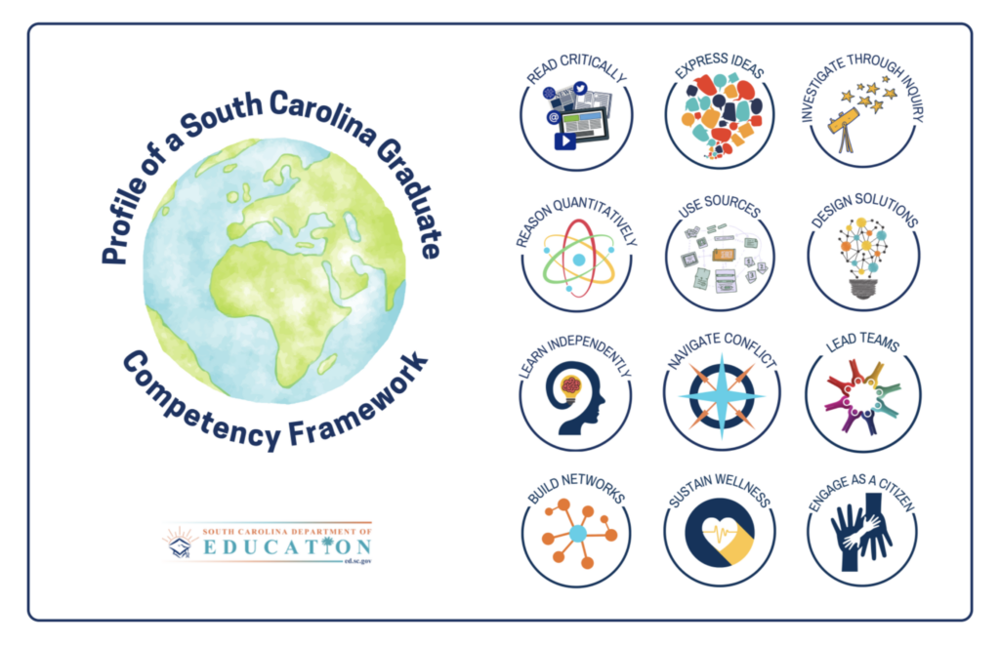 Profile of a South Carolina Graduate
Competency Framework
SOUTH CAROLINA DEPARTMENT OF
EDUCATION
ed.sc.gov
READ CRITICALLY
EXPRESS IDEAS
INVESTIGATE THROUGH INQUIRY
REASON QUANTITATIVELY
USE SOURCES
DESIGN SOLUTIONS
LEARN INDEPENDENTLY
NAVIGATE CONFLICT
LEAD TEAMS
BUILD NETWORKS
SUSTAIN WELLNESS
ENGAGE AS A CITIZEN